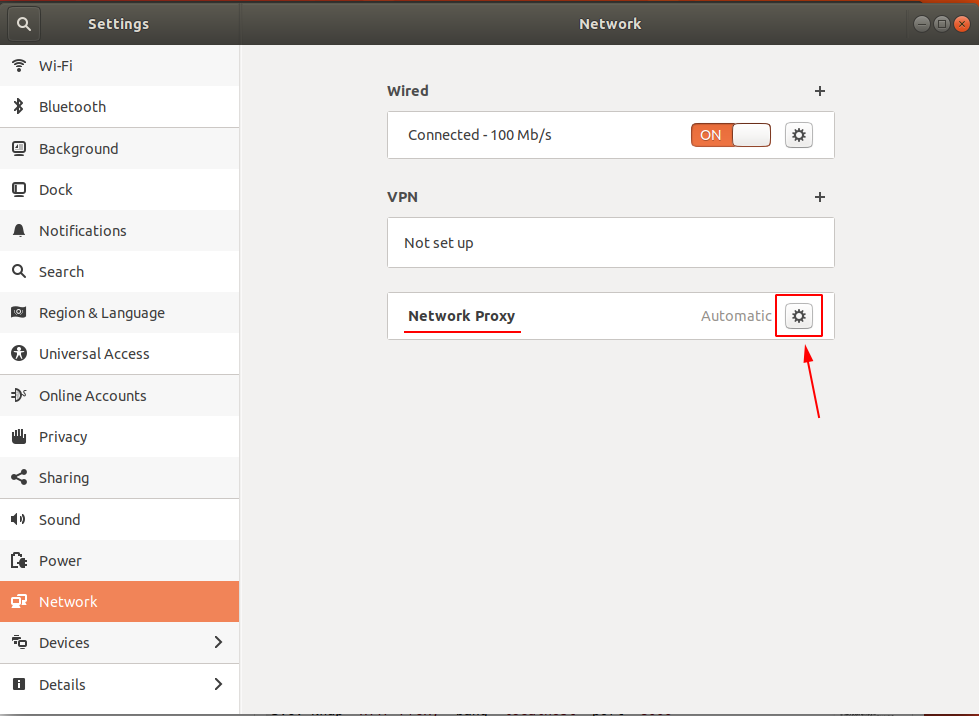 Settings
Network
Wi-Fi
Bluetooth
Background
Dock
Notifications
Search
Region & Language
Universal Access
Online Accounts
Privacy
Sharing
Sound
Power
Network
Devices
Details
Wired
Connected - 100 Mb/s
ON
VPN
Not set up
Network Proxy
Automatic